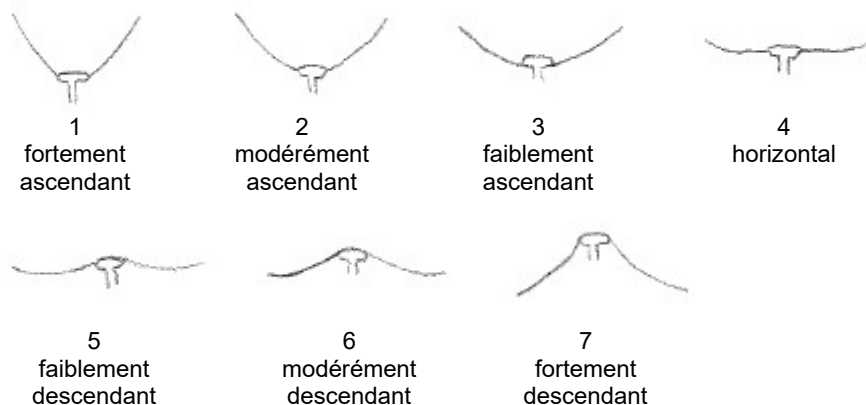 1
fortement
ascendant
2
modérément
ascendant
3
faiblement
ascendant
4
horizontal
5
faiblement
descendant
6
modérément
descendant
7
fortement
descendant